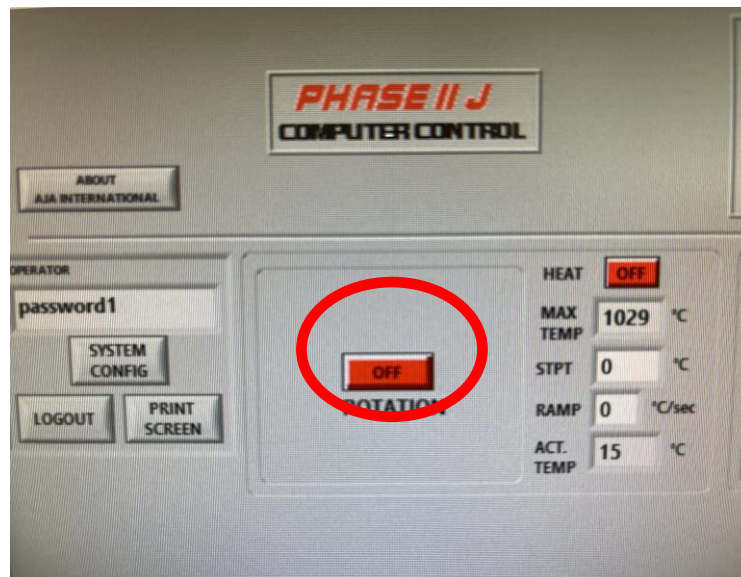 PHASE II J
COMPUTER CONTROL
ABOUT
AJA INTERNATIONAL
OPERATOR
password1
SYSTEM
CONFIG
LOGOUT
PRINT
SCREEN
OFF
ROTATION
HEAT OFF
MAX
TEMP 1029 °C
STPT 0 °C
RAMP 0 °C/sec
ACT.
TEMP 15 °C